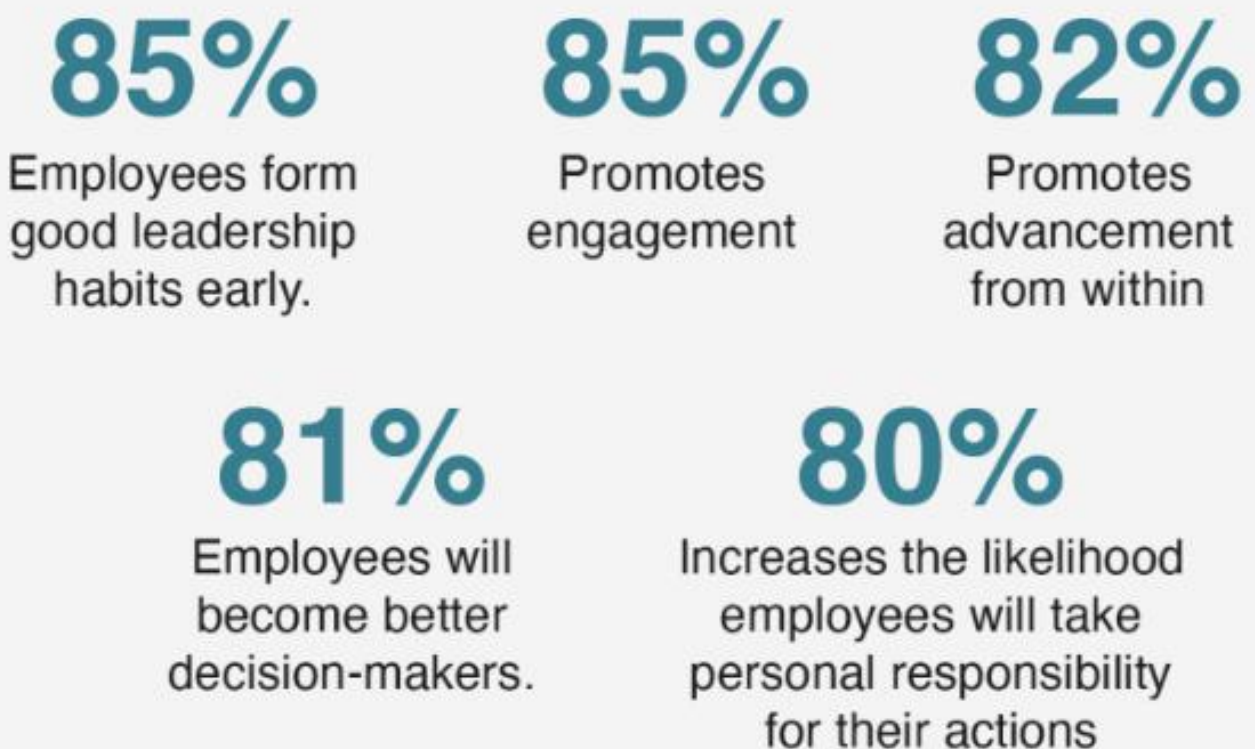 85%
Employees form
good leadership
habits early.
85%
Promotes
engagement
82%
Promotes
advancement
from within
81%
Employees will
become better
decision-makers.
80%
Increases the likelihood
employees will take
personal responsibility
for their actions